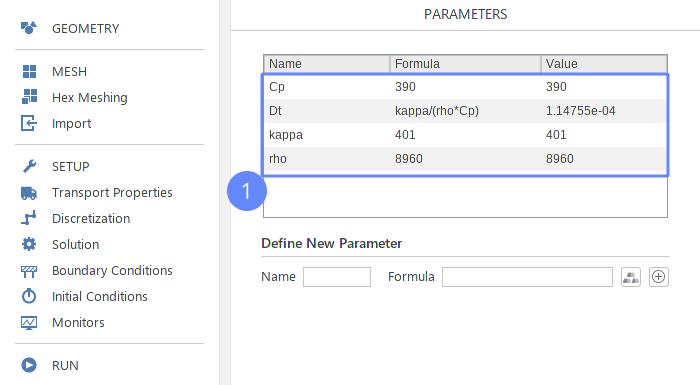 GEOMETRY
MESH
Hex Meshing
Import
SETUP
Transport Properties
Discretization
Solution
Boundary Conditions
Initial Conditions
Monitors
RUN
PARAMETERS
Name Formula Value
Cp 390 390
Dt kappa/(rho*Cp) 1.14755e-04
kappa 401 401
rho 8960 8960
1
Define New Parameter
Name Formula